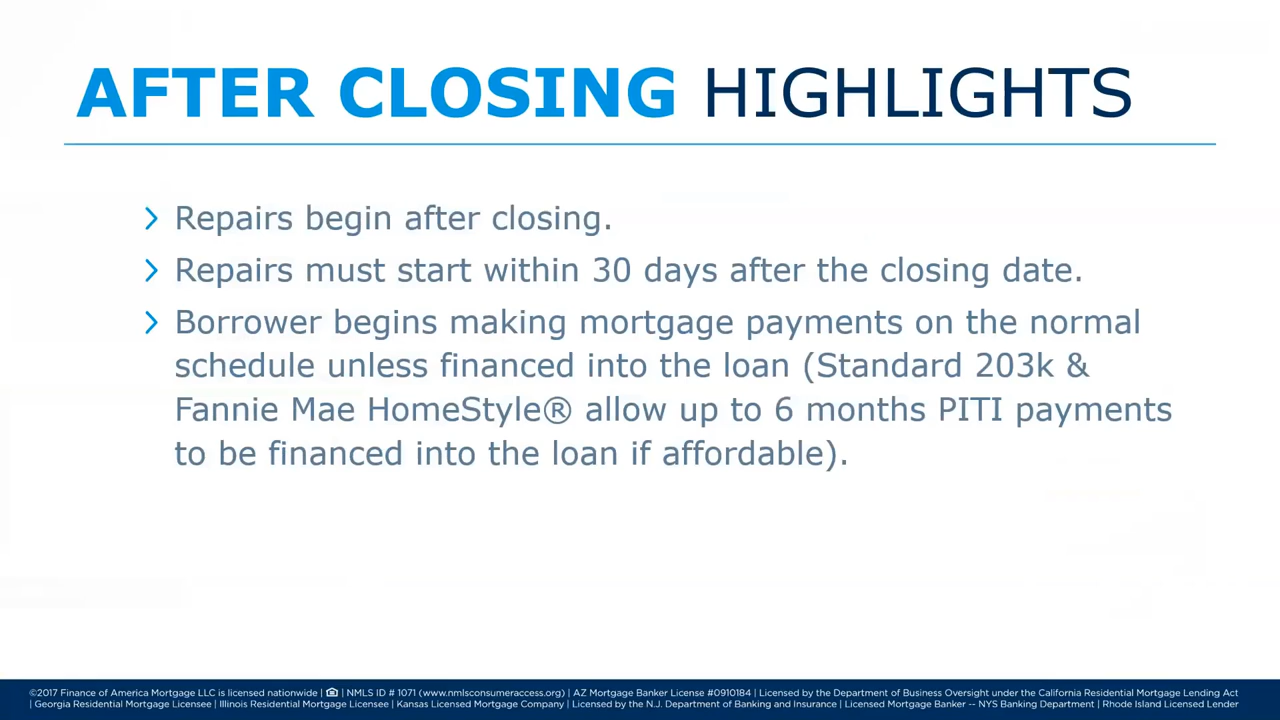 AFTER CLOSING HIGHLIGHTS
Repairs begin after closing.
Repairs must start within 30 days after the closing date.
Borrower begins making mortgage payments on the normal
schedule unless financed into the loan (Standard 203k &
Fannie Mae HomeStyle® allow up to 6 months PITI payments
to be financed into the loan if affordable).
©2017 Finance of America Mortgage LLC is licensed nationwide | | NMLS ID # 1071 (www.nmlsconsumeraccess.org) | AZ Mortgage Banker License #0910184 | Licensed by the Department of Business Oversight under the California Residential Mortgage Lending Act
| Georgia Residential Mortgage Licensee | Illinois Residential Mortgage Licensee | Kansas Licensed Mortgage Company | Licensed by the N.J. Department of Banking and Insurance | Licensed Mortgage Banker -- NYS Banking Department | Rhode Island Licensed Lender